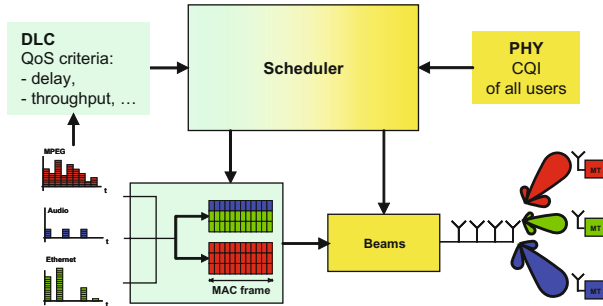 DLC
QoS criteria:
- delay,
- throughput, …
Scheduler
PHY
CQI
of all users
MPEG
t
Audio
t
Ethernet
t
MAC frame
Beams
MT
MT
MT